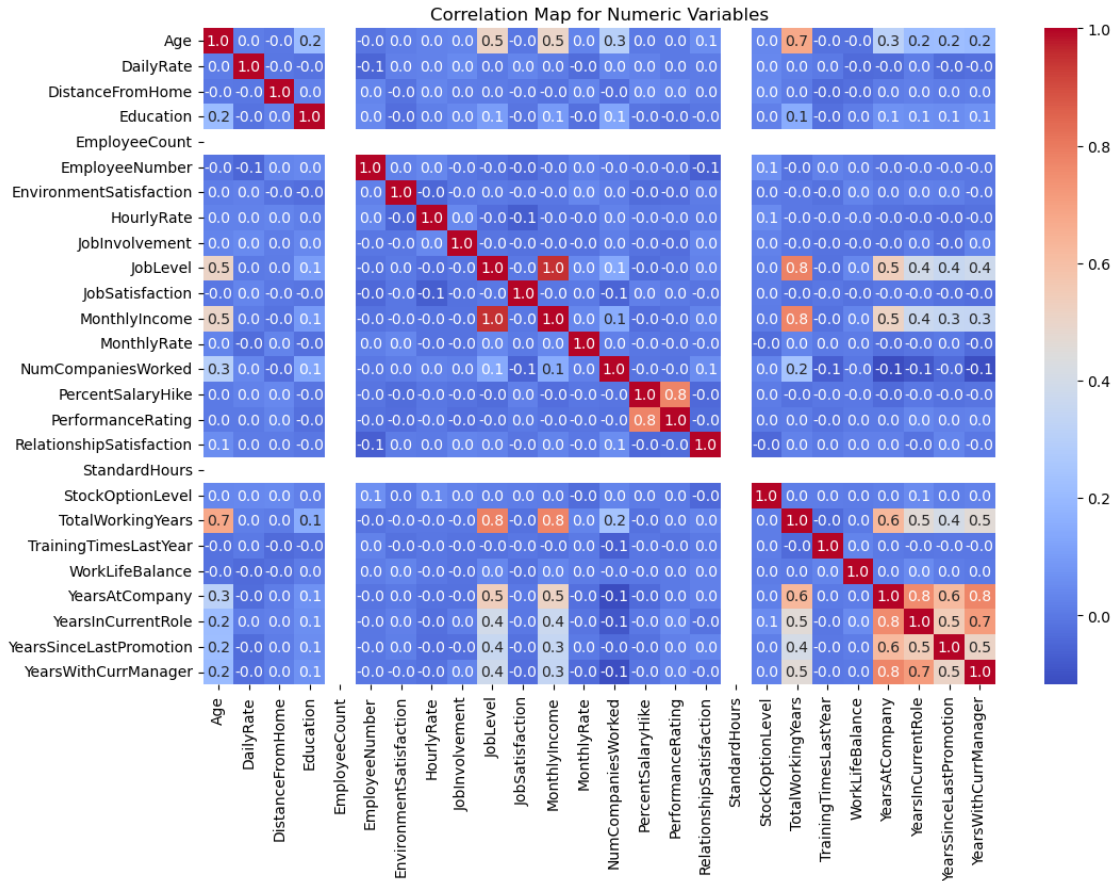 Correlation Map for Numeric Variables
Age 1.0 0.0 -0.0 0.2 -0.0 0.0 0.0 0.0 0.5 -0.0 0.5 0.0 0.3 0.0 0.0 0.1 0.0 0.7 -0.0 -0.0 0.3 0.2 0.2 0.2
DailyRate 0.0 1.0 -0.0 -0.0 -0.1 0.0 0.0 0.0 0.0 0.0 0.0 -0.0 0.0 0.0 0.0 0.0 0.0 0.0 0.0 -0.0 -0.0 0.0 -0.0 -0.0
DistanceFromHome -0.0 -0.0 1.0 0.0 0.0 -0.0 0.0 0.0 0.0 -0.0 -0.0 0.0 -0.0 0.0 0.0 0.0 0.0 0.0 -0.0 -0.0 0.0 0.0 0.0 0.0
Education 0.2 -0.0 0.0 1.0 0.0 -0.0 0.0 0.0 0.1 -0.0 0.1 -0.0 0.1 -0.0 -0.0 -0.0 0.0 0.1 -0.0 0.0 0.1 0.1 0.1 0.1
EmployeeCount
EmployeeNumber -0.0 -0.1 0.0 0.0 1.0 0.0 0.0 -0.0 -0.0 -0.0 -0.0 0.0 -0.0 -0.0 -0.0 -0.1 0.1 -0.0 0.0 0.0 -0.0 -0.0 -0.0 -0.0
EnvironmentSatisfaction 0.0 0.0 -0.0 -0.0 0.0 1.0 -0.0 -0.0 0.0 -0.0 -0.0 0.0 0.0 -0.0 -0.0 0.0 0.0 -0.0 -0.0 0.0 0.0 0.0 0.0 -0.0
HourlyRate 0.0 0.0 0.0 0.0 0.0 -0.0 1.0 0.0 -0.0 -0.1 -0.0 -0.0 0.0 -0.0 -0.0 0.0 0.1 -0.0 -0.0 -0.0 -0.0 -0.0 -0.0 -0.0
JobInvolvement 0.0 0.0 0.0 0.0 -0.0 -0.0 0.0 1.0 -0.0 -0.0 -0.0 -0.0 0.0 -0.0 -0.0 0.0 0.0 -0.0 -0.0 -0.0 -0.0 0.0 -0.0 0.0
JobLevel 0.5 0.0 0.0 0.1 -0.0 0.0 -0.0 -0.0 1.0 -0.0 1.0 0.0 0.1 -0.0 -0.0 0.0 0.0 0.8 -0.0 0.0 0.5 0.4 0.4 0.4
JobSatisfaction -0.0 0.0 -0.0 -0.0 -0.0 -0.0 -0.1 -0.0 -0.0 1.0 -0.0 0.0 -0.1 0.0 0.0 -0.0 0.0 -0.0 -0.0 -0.0 -0.0 -0.0 -0.0 -0.0
MonthlyIncome 0.5 0.0 -0.0 0.1 -0.0 -0.0 -0.0 -0.0 1.0 -0.0 1.0 0.0 0.1 -0.0 -0.0 0.0 0.0 0.8 -0.0 0.0 0.5 0.4 0.3 0.3
MonthlyRate 0.0 -0.0 0.0 -0.0 0.0 0.0 -0.0 -0.0 0.0 0.0 0.0 1.0 0.0 -0.0 -0.0 -0.0 -0.0 0.0 0.0 0.0 -0.0 -0.0 0.0 -0.0
NumCompaniesWorked 0.3 0.0 -0.0 0.1 -0.0 0.0 0.0 0.0 0.1 -0.1 0.1 0.0 1.0 -0.0 -0.0 0.1 0.0 0.2 -0.1 -0.0 -0.1 -0.1 -0.0 -0.1
PercentSalaryHike 0.0 0.0 0.0 -0.0 -0.0 -0.0 -0.0 -0.0 -0.0 0.0 -0.0 -0.0 -0.0 1.0 0.8 -0.0 0.0 -0.0 -0.0 -0.0 -0.0 -0.0 -0.0 -0.0
PerformanceRating 0.0 0.0 0.0 -0.0 -0.0 -0.0 -0.0 -0.0 -0.0 0.0 -0.0 -0.0 -0.0 0.8 1.0 -0.0 0.0 0.0 -0.0 0.0 0.0 0.0 0.0 0.0
RelationshipSatisfaction 0.1 0.0 0.0 -0.0 -0.1 0.0 0.0 0.0 0.0 -0.0 0.0 -0.0 0.1 -0.0 -0.0 1.0 -0.0 0.0 0.0 0.0 0.0 -0.0 0.0 -0.0
StandardHours
StockOptionLevel 0.0 0.0 0.0 0.0 0.1 0.0 0.1 0.0 0.0 0.0 0.0 -0.0 0.0 0.0 0.0 -0.0 1.0 0.0 0.0 0.0 0.0 0.1 0.0 0.0
TotalWorkingYears 0.7 0.0 0.0 0.1 -0.0 -0.0 -0.0 -0.0 0.8 -0.0 0.8 0.0 0.2 -0.0 0.0 0.0 0.0 1.0 -0.0 0.0 0.6 0.5 0.4 0.5
TrainingTimesLastYear -0.0 0.0 -0.0 -0.0 0.0 -0.0 -0.0 -0.0 -0.0 -0.0 -0.0 0.0 -0.1 -0.0 -0.0 0.0 0.0 -0.0 1.0 0.0 0.0 -0.0 -0.0 -0.0
WorkLifeBalance -0.0 -0.0 -0.0 0.0 0.0 0.0 -0.0 -0.0 0.0 -0.0 0.0 0.0 -0.0 -0.0 0.0 0.0 0.0 0.0 0.0 1.0 0.0 0.0 0.0 0.0
YearsAtCompany 0.3 -0.0 0.0 0.1 -0.0 0.0 -0.0 -0.0 0.5 -0.0 0.5 -0.0 -0.1 -0.0 0.0 0.0 0.0 0.6 0.0 0.0 1.0 0.8 0.6 0.8
YearsInCurrentRole 0.2 0.0 0.0 0.1 -0.0 0.0 -0.0 0.0 0.4 -0.0 0.4 -0.0 -0.1 -0.0 0.0 -0.0 0.1 0.5 -0.0 0.0 0.8 1.0 0.5 0.7
YearsSinceLastPromotion 0.2 -0.0 0.0 0.1 -0.0 0.0 -0.0 -0.0 0.4 -0.0 0.3 0.0 -0.0 -0.0 0.0 0.0 0.0 0.4 -0.0 0.0 0.6 0.5 1.0 0.5
YearsWithCurrManager 0.2 -0.0 0.0 0.1 -0.0 -0.0 -0.0 0.0 0.4 -0.0 0.3 -0.0 -0.1 -0.0 0.0 -0.0 0.0 0.5 -0.0 0.0 0.8 0.7 0.5 1.0
Age
DailyRate
DistanceFromHome
Education
EmployeeCount
EmployeeNumber
EnvironmentSatisfaction
HourlyRate
JobInvolvement
JobLevel
JobSatisfaction
MonthlyIncome
MonthlyRate
NumCompaniesWorked
PercentSalaryHike
PerformanceRating
RelationshipSatisfaction
StandardHours
StockOptionLevel
TotalWorkingYears
TrainingTimesLastYear
WorkLifeBalance
YearsAtCompany
YearsInCurrentRole
YearsSinceLastPromotion
YearsWithCurrManager
1.0
0.8
0.6
0.4
0.2
0.0